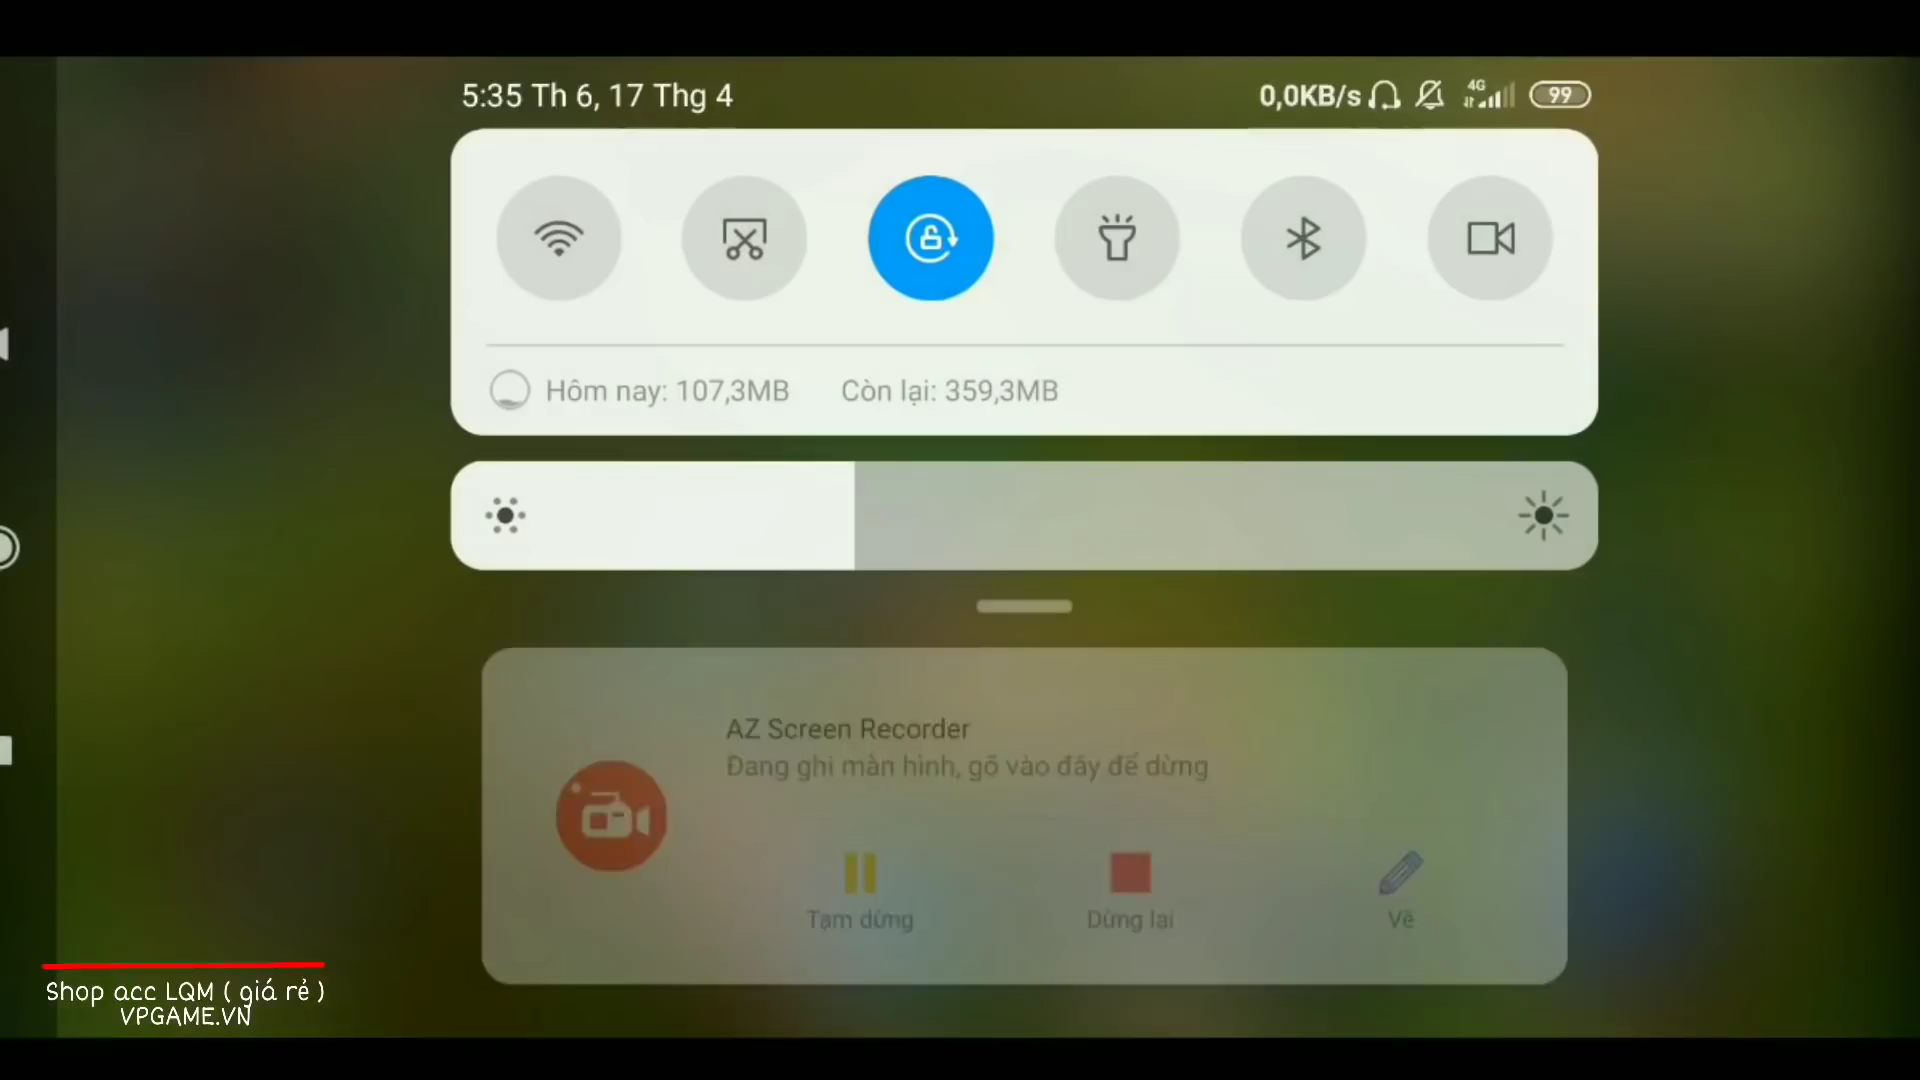 5:35 Th 6, 17 Thg 4
0,0KB/s 4G 99
Hôm nay: 107,3MB Còn lại: 359,3MB
AZ Screen Recorder
Đang ghi màn hình, gõ vào đây để dừng
Tạm dừng Dừng lại Vẽ
Shop acc LQM ( giá rẻ )
VPGAME.VN